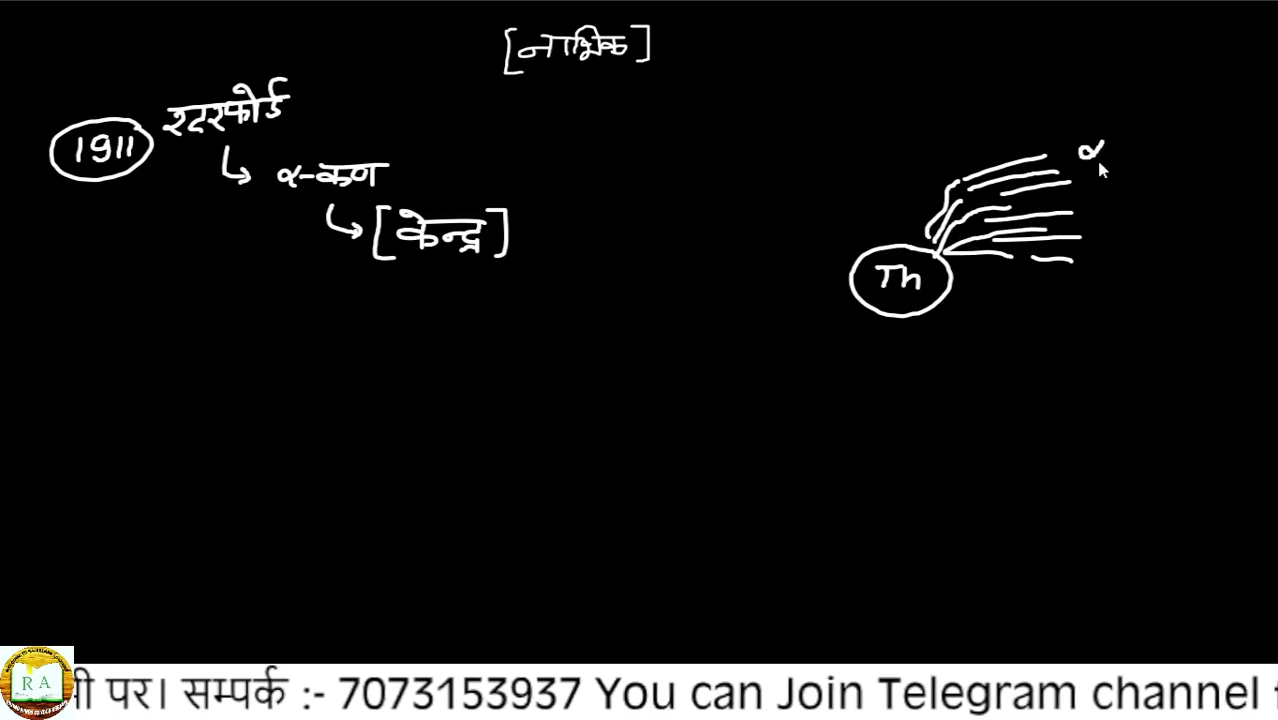 [नाभिक]
1911 रदरफोर्ड
↳ α-कण
↳ [केन्द्र]
α
Th
RA
पर। सम्पर्क :- 7073153937 You can Join Telegram channel